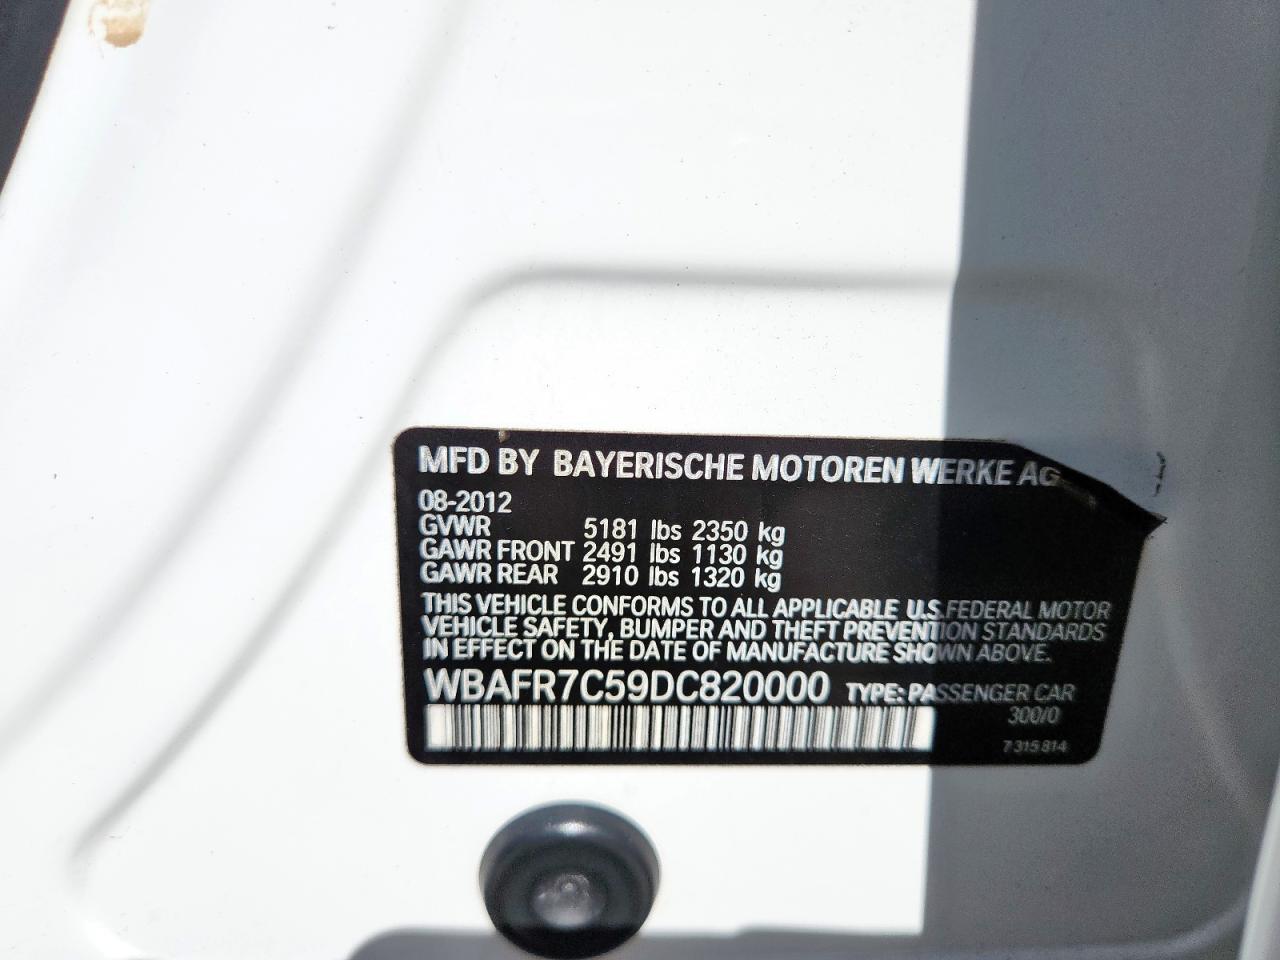 MFD BY BAYERISCHE MOTOREN WERKE AG
08-2012
GVWR 5181 lbs 2350 kg
GAWR FRONT 2491 lbs 1130 kg
GAWR REAR 2910 lbs 1320 kg
THIS VEHICLE CONFORMS TO ALL APPLICABLE U.S. FEDERAL MOTOR
VEHICLE SAFETY, BUMPER AND THEFT PREVENTION STANDARDS
IN EFFECT ON THE DATE OF MANUFACTURE SHOWN ABOVE.
WBAFR7C59DC820000 TYPE: PASSENGER CAR
300/0
7 315 814